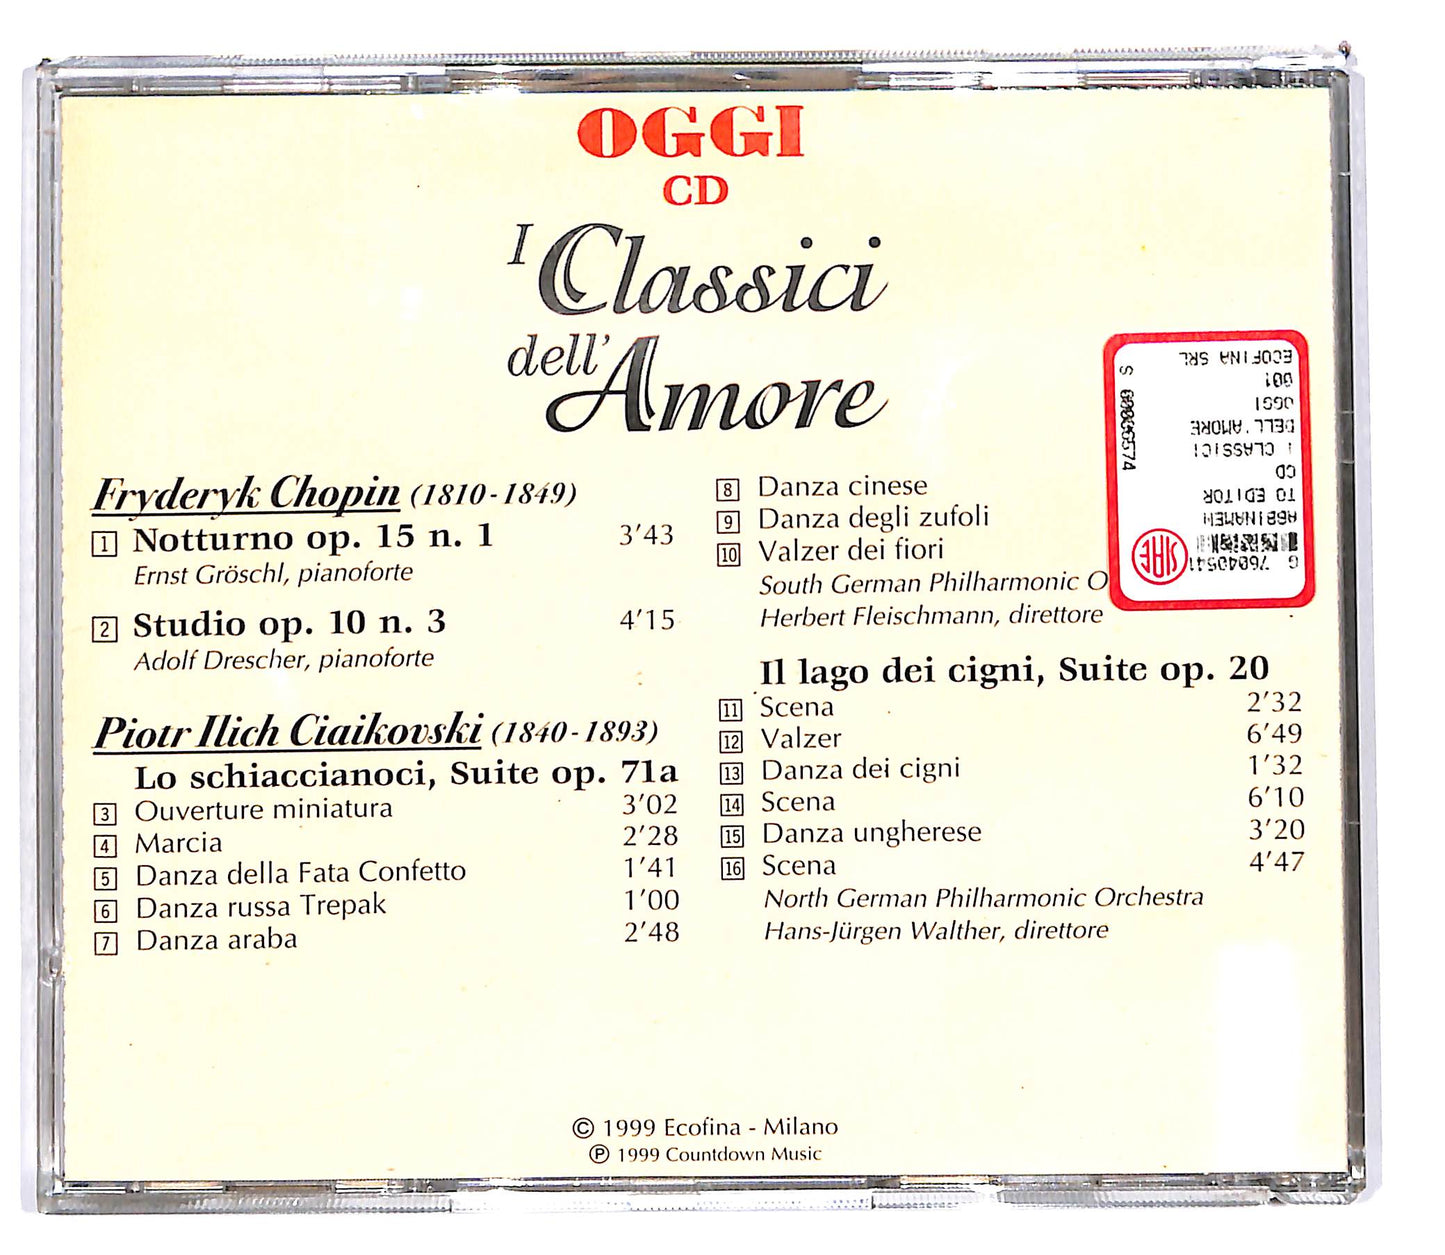 OGGI
CD
I Classici
dell'Amore
Fryderyk Chopin (1810-1849)
1 Notturno op. 15 n. 1 3'43
Ernst Gröschl, pianoforte
2 Studio op. 10 n. 3 4'15
Adolf Drescher, pianoforte
Piotr Ilich Ciaikovski (1840-1893)
Lo schiaccianoci, Suite op. 71a
3 Ouverture miniatura 3'02
4 Marcia 2'28
5 Danza della Fata Confetto 1'41
6 Danza russa Trepak 1'00
7 Danza araba 2'48
8 Danza cinese
9 Danza degli zufoli
10 Valzer dei fiori
South German Philharmonic O
Herbert Fleischmann, direttore
Il lago dei cigni, Suite op. 20
11 Scena 2'32
12 Valzer 6'49
13 Danza dei cigni 1'32
14 Scena 6'10
15 Danza ungherese 3'20
16 Scena 4'47
North German Philharmonic Orchestra
Hans-Jürgen Walther, direttore
SIAE
TO EDITOR
CD
I CLASSICI
DELL'AMORE
OGGI
001
ECOFINA SRL
© 1999 Ecofina - Milano
℗ 1999 Countdown Music